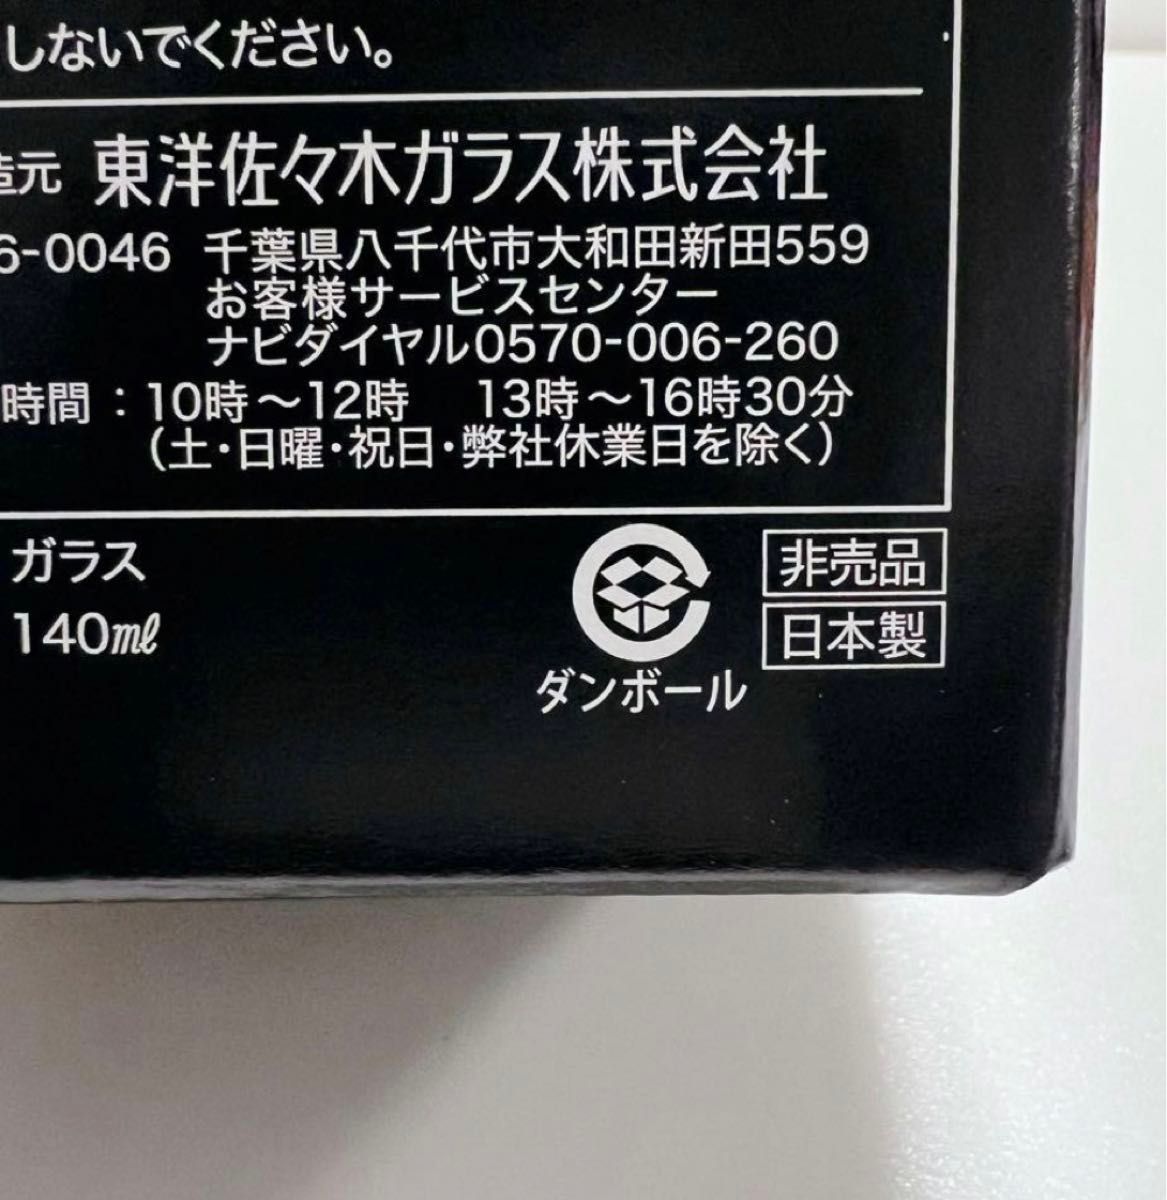 しないでください。
造元 東洋佐々木ガラス株式会社
6-0046 千葉県八千代市大和田新田559
お客様サービスセンター
ナビダイヤル0570-006-260
時間：10時～12時　13時～16時30分
（土・日曜・祝日・弊社休業日を除く）
ガラス
140㎖
ダンボール
非売品
日本製